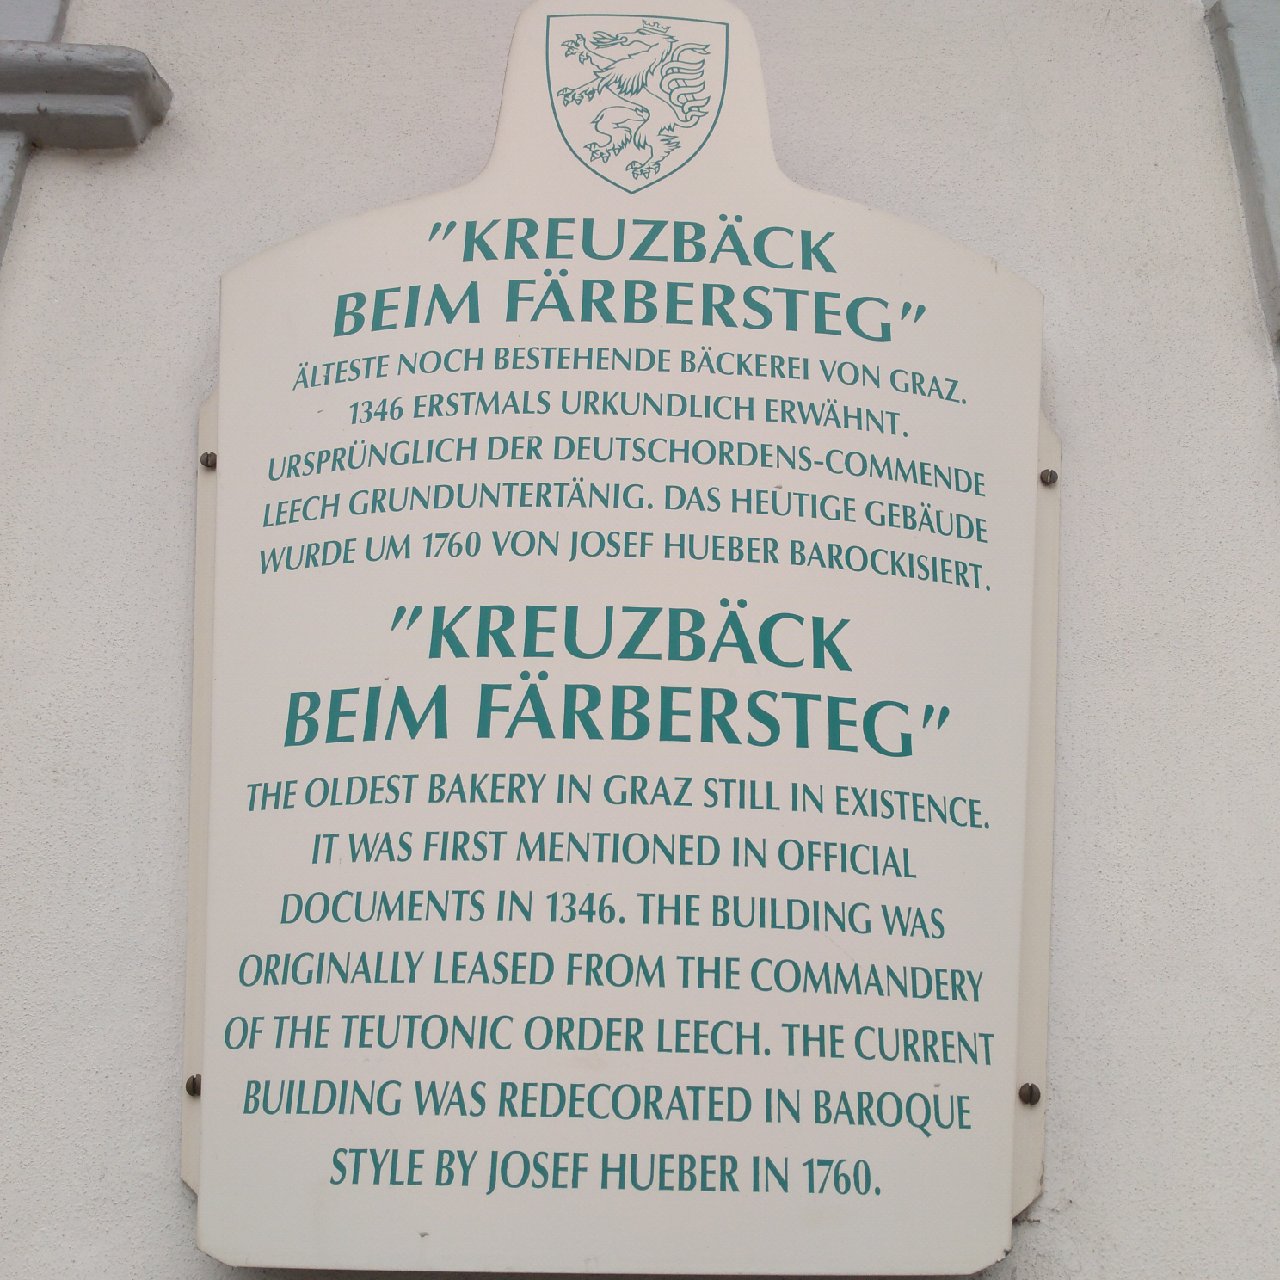 "KREUZBÄCK
BEIM FÄRBERSTEG"
ÄLTESTE NOCH BESTEHENDE BÄCKEREI VON GRAZ.
1346 ERSTMALS URKUNDLICH ERWÄHNT.
URSPRÜNGLICH DER DEUTSCHORDENS-COMMENDE
LEECH GRUNDUNTERTÄNIG. DAS HEUTIGE GEBÄUDE
WURDE UM 1760 VON JOSEF HUEBER BAROCKISIERT.
"KREUZBÄCK
BEIM FÄRBERSTEG"
THE OLDEST BAKERY IN GRAZ STILL IN EXISTENCE.
IT WAS FIRST MENTIONED IN OFFICIAL
DOCUMENTS IN 1346. THE BUILDING WAS
ORIGINALLY LEASED FROM THE COMMANDERY
OF THE TEUTONIC ORDER LEECH. THE CURRENT
BUILDING WAS REDECORATED IN BAROQUE
STYLE BY JOSEF HUEBER IN 1760.